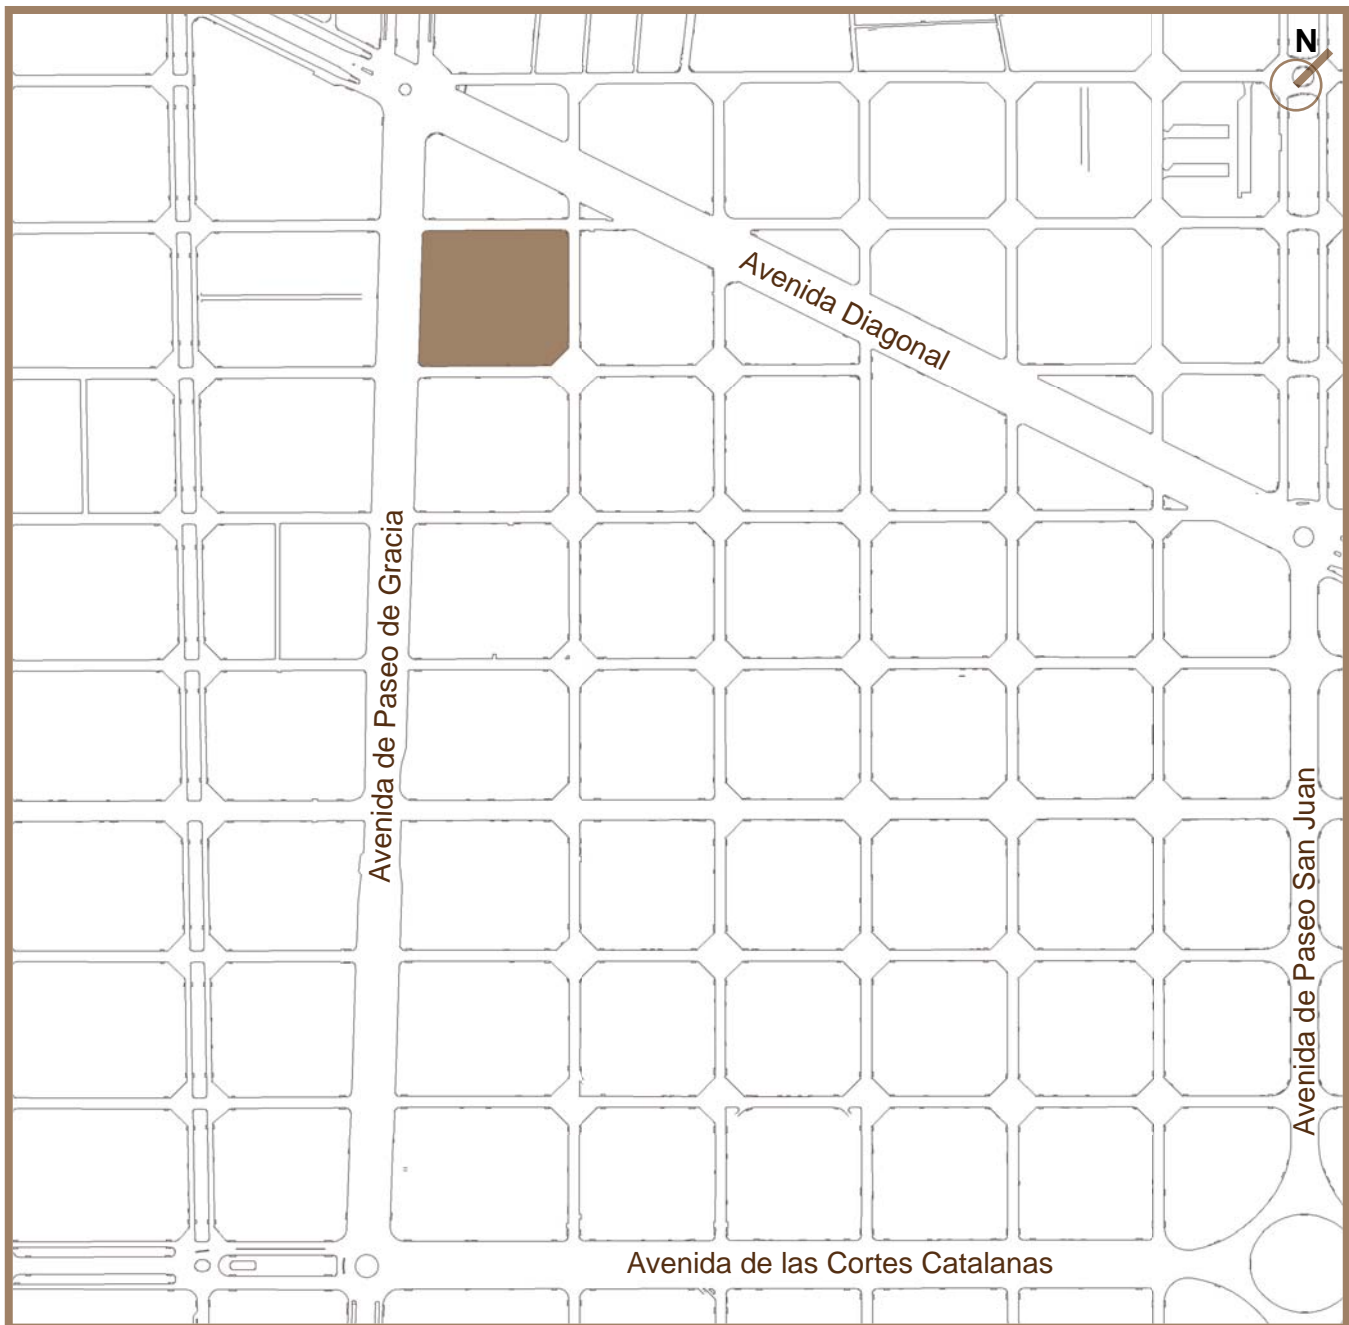 N
Avenida Diagonal
Avenida de Paseo de Gracia
Avenida de Paseo San Juan
Avenida de las Cortes Catalanas